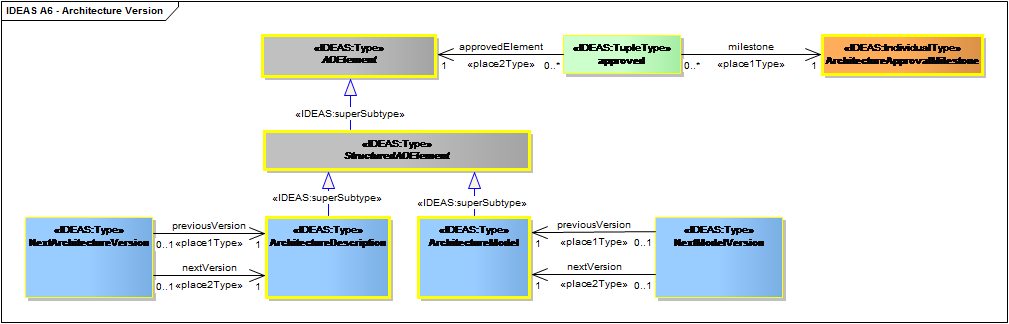 IDEAS A6 - Architecture Version
«IDEAS:Type»
ADElement
approvedElement
1
«place2Type»
0..*
«IDEAS:TupleType»
approved
milestone
0..*
«place1Type»
1
«IDEAS:IndividualType»
ArchitectureApprovalMilestone
«IDEAS:superSubtype»
«IDEAS:Type»
StructuredADElement
«IDEAS:superSubtype»
«IDEAS:superSubtype»
«IDEAS:Type»
NextArchitectureVersion
previousVersion
0..1
«place1Type»
1
nextVersion
0..1
«place2Type»
1
«IDEAS:Type»
ArchitectureDescription
«IDEAS:Type»
ArchitectureModel
previousVersion
1
«place1Type»
0..1
nextVersion
1
«place2Type»
0..1
«IDEAS:Type»
NextModelVersion